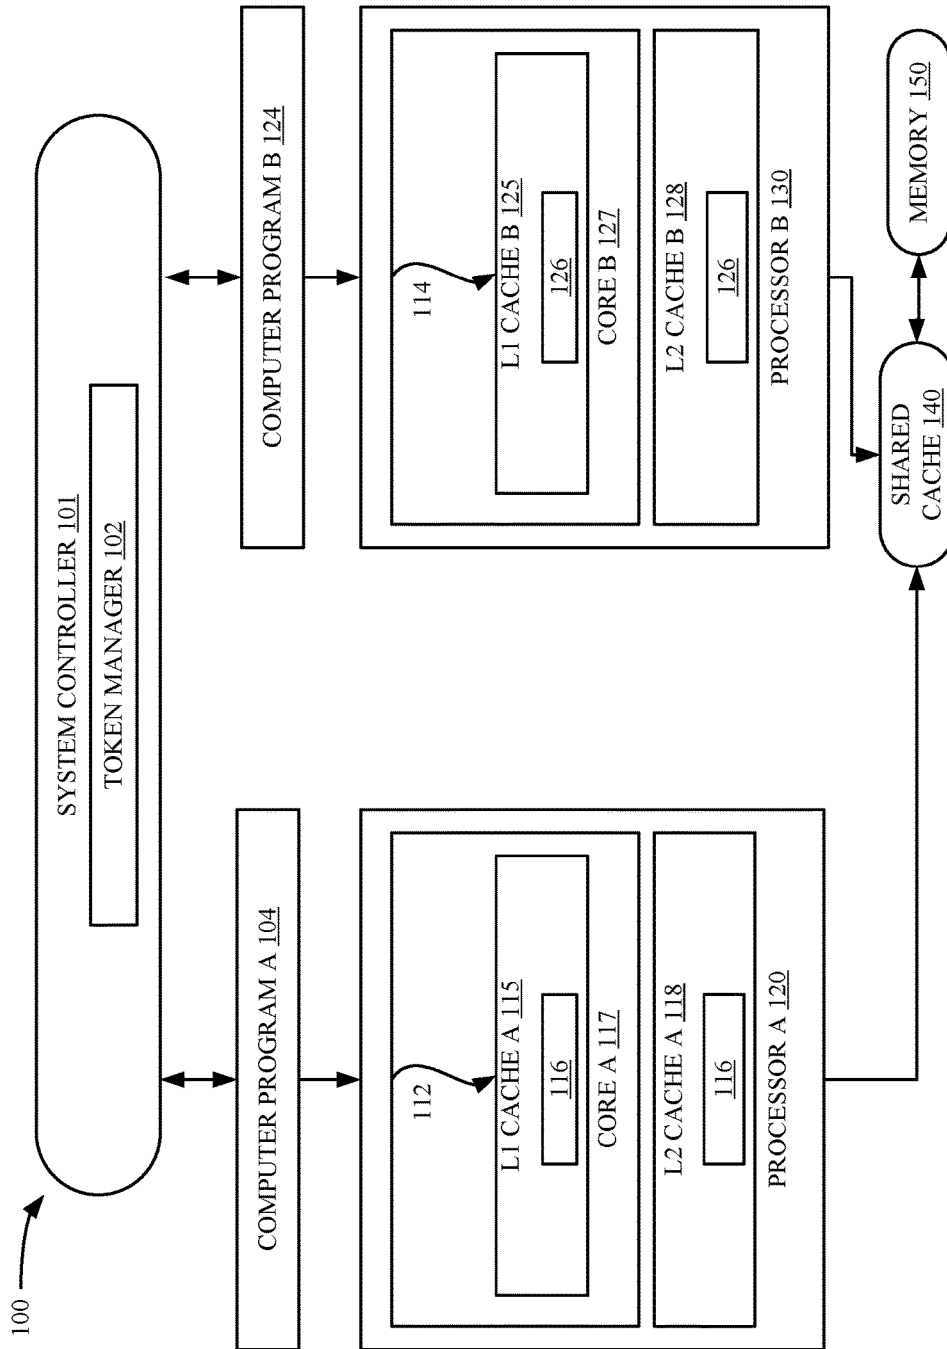 100
SYSTEM CONTROLLER 101
TOKEN MANAGER 102
COMPUTER PROGRAM A 104
COMPUTER PROGRAM B 124
112
L1 CACHE A 115
116
CORE A 117
L2 CACHE A 118
116
PROCESSOR A 120
114
L1 CACHE B 125
126
CORE B 127
L2 CACHE B 128
126
PROCESSOR B 130
SHARED
CACHE 140
MEMORY 150